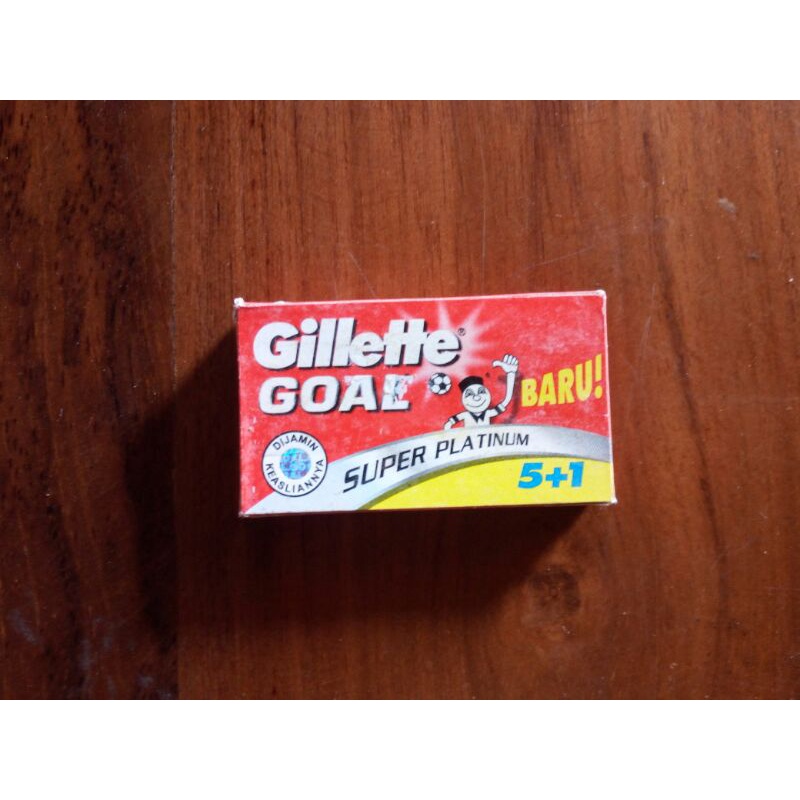 Gillette®
GOAL
BARU!
DIJAMIN
KEASLIANNYA
SUPER PLATINUM
5+1